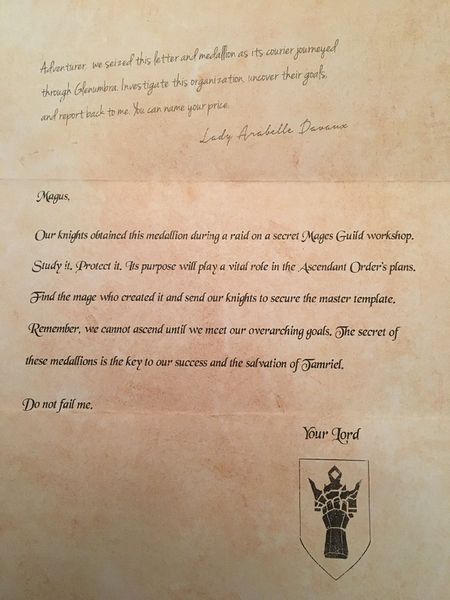 Adventurer, we seized this letter and medallion as its courier journeyed
through Glenumbra. Investigate this organization, uncover their goals,
and report back to me. You can name your price.
Lady Arabelle Davaux
Magus,
Our knights obtained this medallion during a raid on a secret Mages Guild workshop.
Study it. Protect it. Its purpose will play a vital role in the Ascendant Order's plans.
Find the mage who created it and send our knights to secure the master template.
Remember, we cannot ascend until we meet our overarching goals. The secret of
these medallions is the key to our success and the salvation of Tamriel.
Do not fail me.
Your Lord